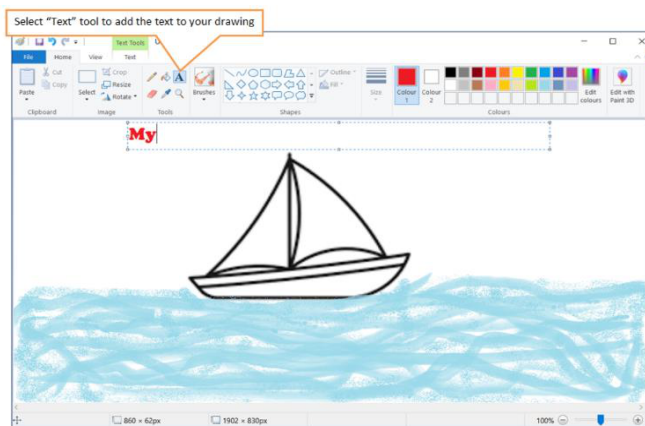 Select "Text" tool to add the text to your drawing
Text Tools
File Home View Text
Paste
Cut
Copy
Clipboard
Select
Crop
Resize
Rotate
Image
A
Tools
Brushes
Shapes
Outline
Fill
Size
Colour 1
Colour 2
Colours
Edit colours
Edit with Paint 3D
My
860 × 62px
1902 × 830px
100%